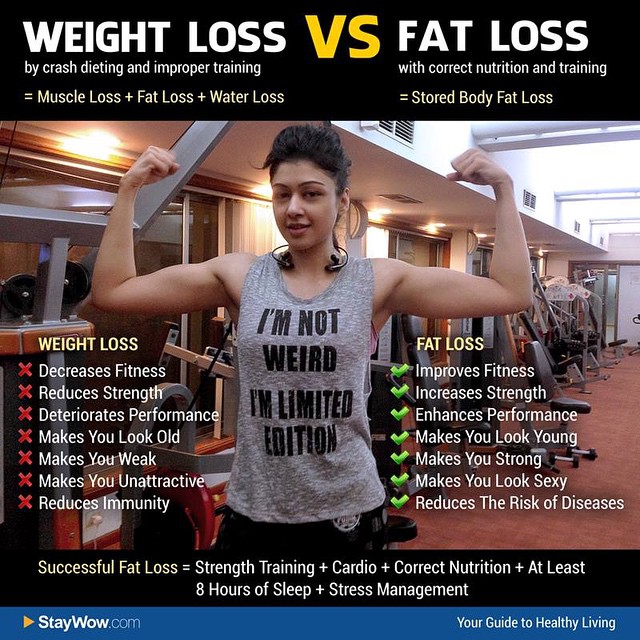 WEIGHT LOSS VS FAT LOSS
by crash dieting and improper training
with correct nutrition and training
= Muscle Loss + Fat Loss + Water Loss
= Stored Body Fat Loss
I'M NOT
WEIRD
I'M LIMITED
EDITION
WEIGHT LOSS
Decreases Fitness
Reduces Strength
Deteriorates Performance
Makes You Look Old
Makes You Weak
Makes You Unattractive
Reduces Immunity
FAT LOSS
Improves Fitness
Increases Strength
Enhances Performance
Makes You Look Young
Makes You Strong
Makes You Look Sexy
Reduces The Risk of Diseases
Successful Fat Loss = Strength Training + Cardio + Correct Nutrition + At Least
8 Hours of Sleep + Stress Management
StayWow.com
Your Guide to Healthy Living